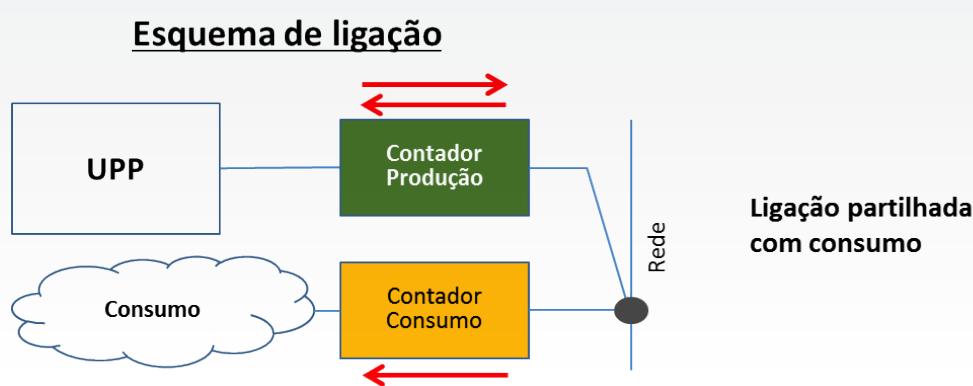 Esquema de ligação
UPP
Contador
Produção
Rede
Ligação partilhada
com consumo
Consumo
Contador
Consumo